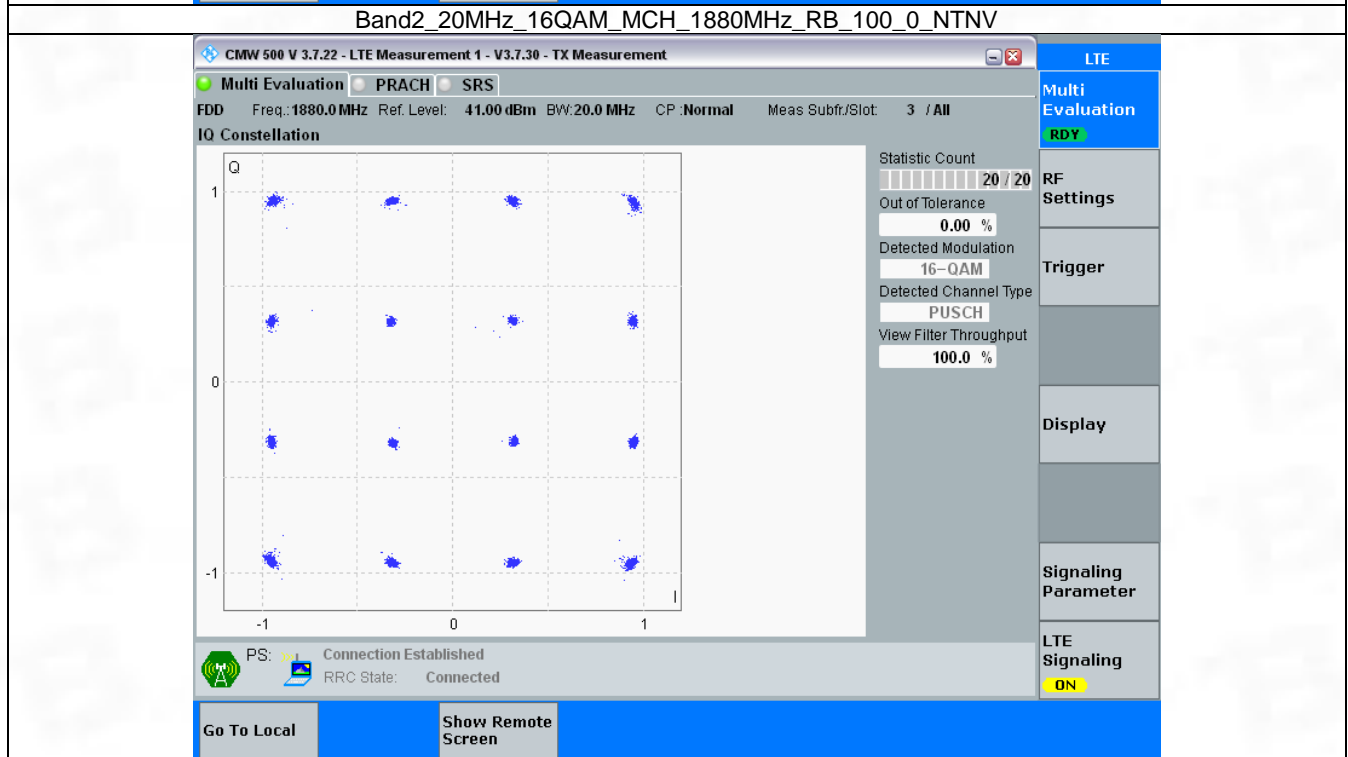 Band2_20MHz_16QAM_MCH_1880MHz_RB_100_0_NTNV
CMW 500 V 3.7.22 - LTE Measurement 1 - V3.7.30 - TX Measurement
LTE
Multi Evaluation PRACH SRS
Multi
Evaluation
RDY
FDD Freq.:1880.0 MHz Ref. Level: 41.00 dBm BW:20.0 MHz CP :Normal Meas Subfr./Slot: 3 / All
IQ Constellation
Q
1
0
-1
I
-1 0 1
Statistic Count
20 / 20
Out of Tolerance
0.00 %
Detected Modulation
16-QAM
Detected Channel Type
PUSCH
View Filter Throughput
100.0 %
RF
Settings
Trigger
Display
Signaling
Parameter
LTE
Signaling
ON
PS: Connection Established
RRC State: Connected
Go To Local
Show Remote
Screen